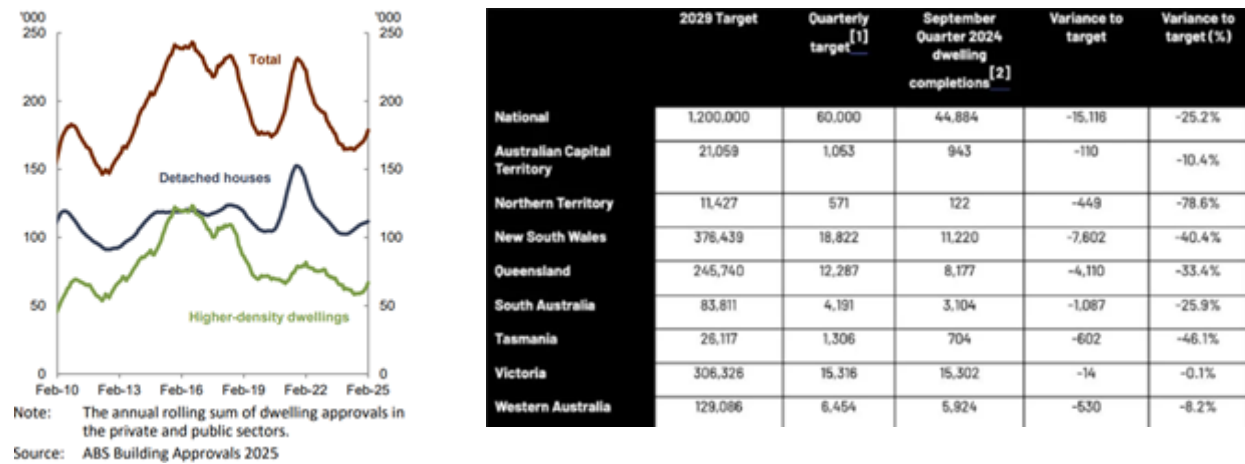 '000 '000
250 250
Total
200 200
150 150
Detached houses
100 100
50 50
Higher-density dwellings
0 0
Feb-10 Feb-13 Feb-16 Feb-19 Feb-22 Feb-25
Note: The annual rolling sum of dwelling approvals in
the private and public sectors.
Source: ABS Building Approvals 2025
2029 Target Quarterly target[1] September Quarter 2024 dwelling completions[2] Variance to target Variance to target (%)
National 1,200,000 60,000 44,884 -15,116 -25.2%
Australian Capital Territory 21,059 1,053 943 -110 -10.4%
Northern Territory 11,427 571 122 -449 -78.6%
New South Wales 376,439 18,822 11,220 -7,602 -40.4%
Queensland 245,740 12,287 8,177 -4,110 -33.4%
South Australia 83,811 4,191 3,104 -1,087 -25.9%
Tasmania 26,117 1,306 704 -602 -46.1%
Victoria 306,326 15,316 15,302 -14 -0.1%
Western Australia 129,086 6,454 5,924 -530 -8.2%